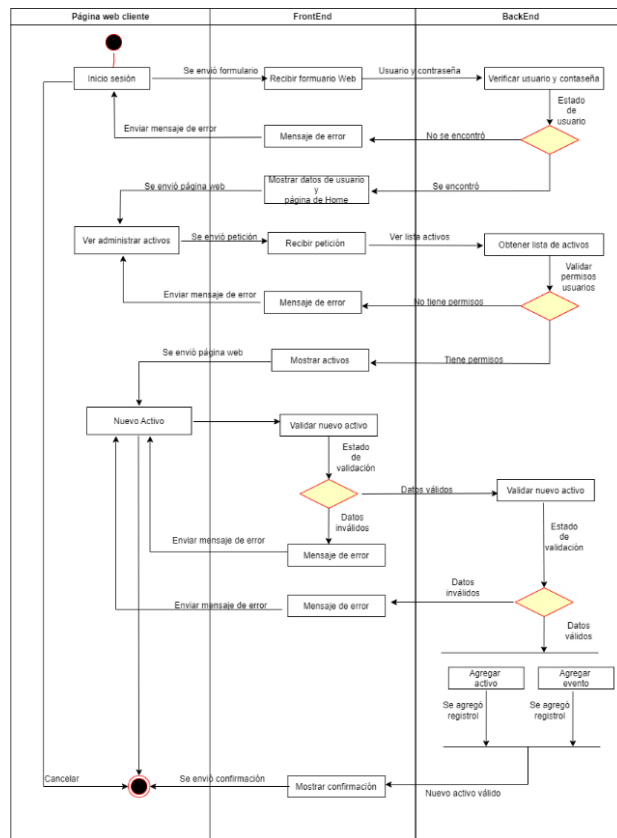 Página web cliente
FrontEnd
BackEnd
Inicio sesión
Se envió formulario
Recibir formuario Web
Usuario y contraseña
Verificar usuario y contaseña
Estado
de
usuario
Enviar mensaje de error
Mensaje de error
No se encontró
Se envió página web
Mostrar datos de usuario
y
página de Home
Se encontró
Ver administrar activos
Se envió petición
Recibir petición
Ver lista activos
Obtener lista de activos
Validar
permisos
usuarios
Enviar mensaje de error
Mensaje de error
No tiene permisos
Se envió página web
Mostrar activos
Tiene permisos
Nuevo Activo
Validar nuevo activo
Estado
de
validación
Datos válidos
Validar nuevo activo
Datos
inválidos
Estado
de
validación
Enviar mensaje de error
Mensaje de error
Datos
inválidos
Enviar mensaje de error
Mensaje de error
Datos
válidos
Agregar
activo
Agregar
evento
Se agregó
registrol
Se agregó
registrol
Cancelar
Se envió confirmación
Mostrar confirmación
Nuevo activo válido